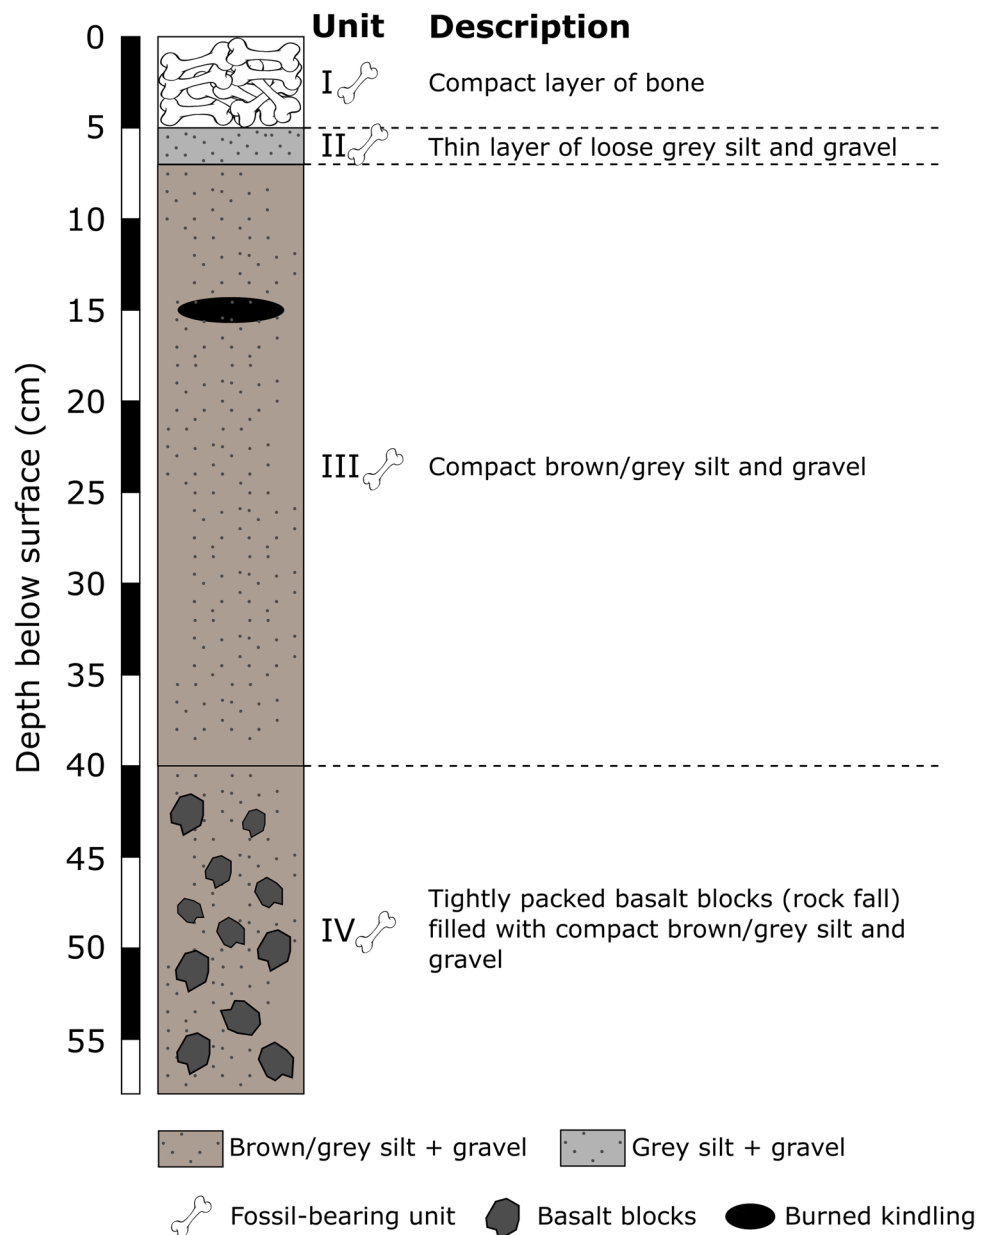 Unit Description
0
I Compact layer of bone
5
II Thin layer of loose grey silt and gravel
10
15
20
III Compact brown/grey silt and gravel
25
30
35
40
45
IV Tightly packed basalt blocks (rock fall)
filled with compact brown/grey silt and
gravel
50
55
Depth below surface (cm)
Brown/grey silt + gravel Grey silt + gravel
Fossil-bearing unit Basalt blocks Burned kindling